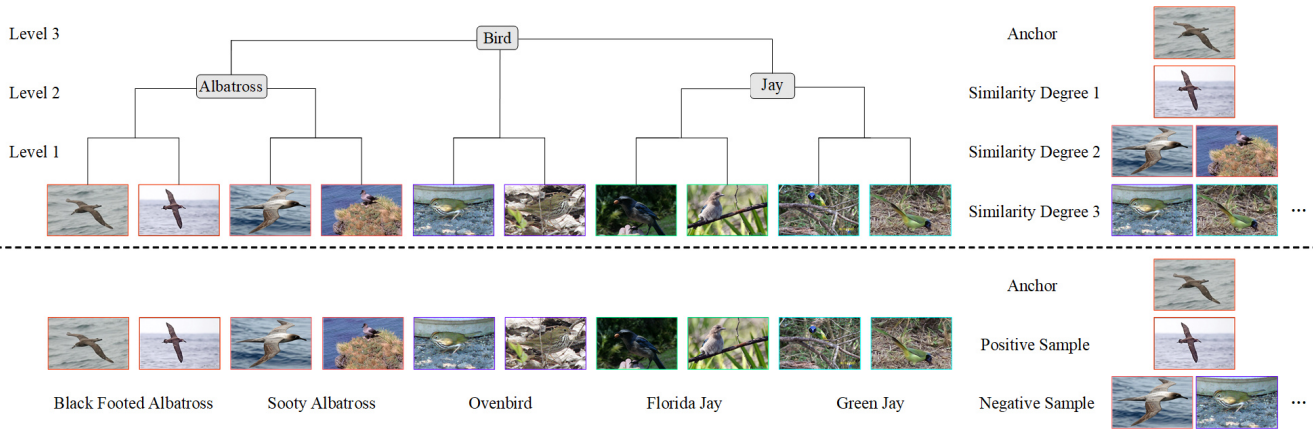 Level 3
Bird
Anchor
Albatross
Jay
Level 2
Similarity Degree 1
Level 1
Similarity Degree 2
Similarity Degree 3
...
Anchor
Positive Sample
Black Footed Albatross
Sooty Albatross
Ovenbird
Florida Jay
Green Jay
Negative Sample
...